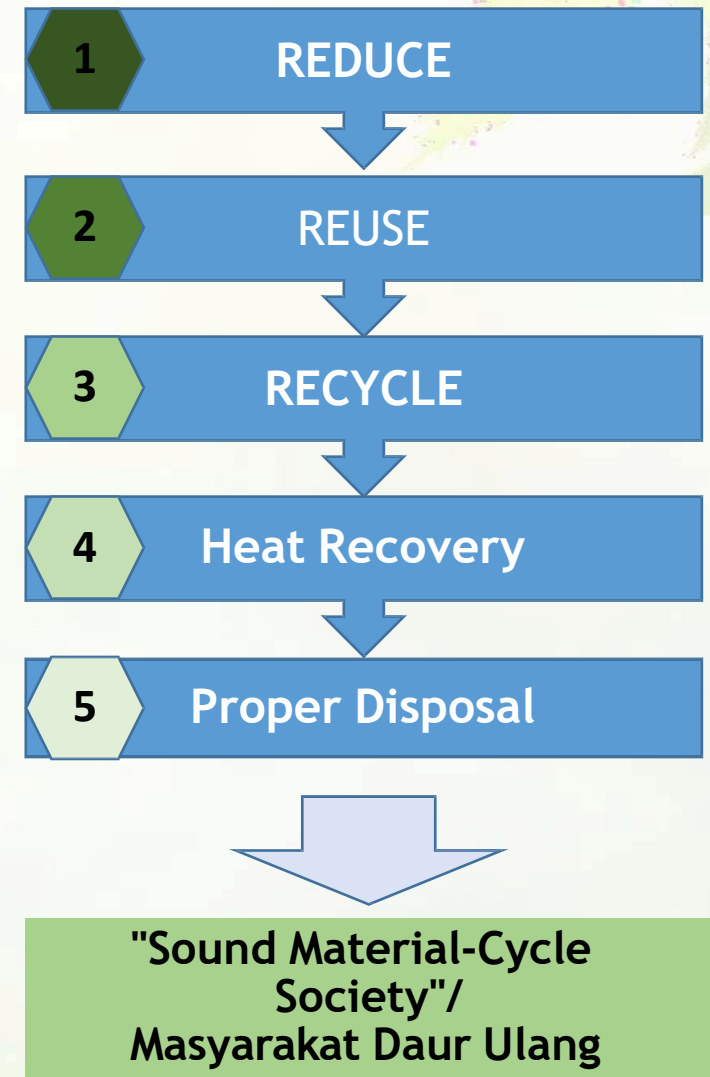 1 REDUCE
2 REUSE
3 RECYCLE
4 Heat Recovery
5 Proper Disposal
"Sound Material-Cycle
Society"/
Masyarakat Daur Ulang